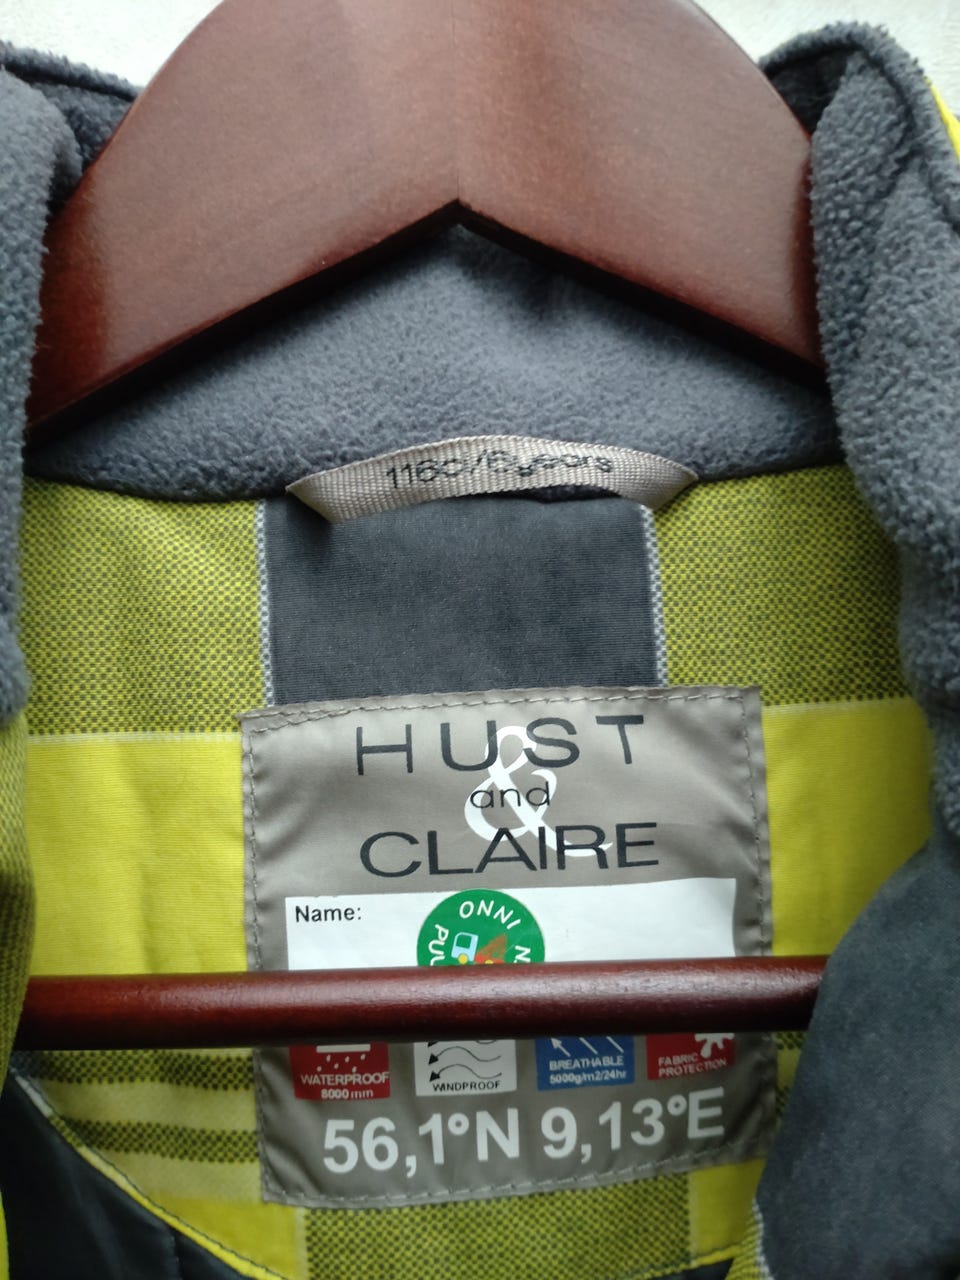 116cl/6years
HUST
&
and
CLAIRE
Name:
ONNI
WATERPROOF
8000 mm
WINDPROOF
BREATHABLE
5000g/m2/24hr
FABRIC
PROTECTION
56,1°N 9,13°E